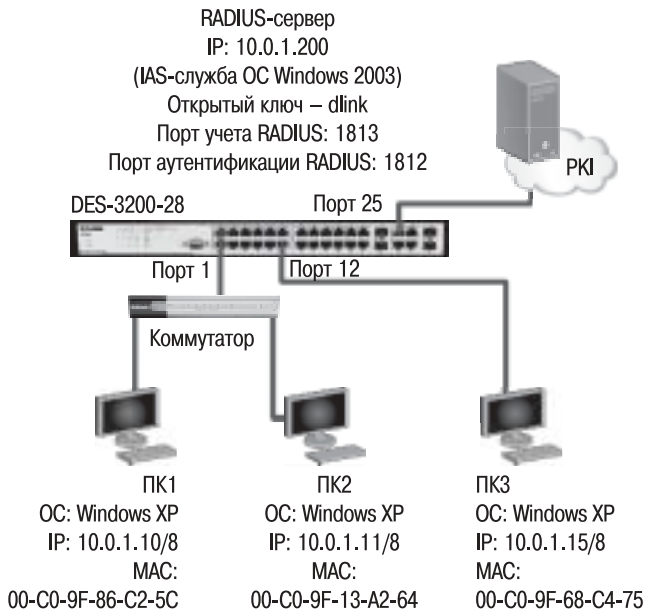 RADIUS-сервер
IP: 10.0.1.200
(IAS-служба ОС Windows 2003)
Открытый ключ – dlink
Порт учета RADIUS: 1813
Порт аутентификации RADIUS: 1812
PKI
DES-3200-28
Порт 25
Порт 1
Порт 12
Коммутатор
ПК1
ОС: Windows XP
IP: 10.0.1.10/8
MAC:
00-C0-9F-86-C2-5C
ПК2
ОС: Windows XP
IP: 10.0.1.11/8
MAC:
00-C0-9F-13-A2-64
ПК3
ОС: Windows XP
IP: 10.0.1.15/8
MAC:
00-C0-9F-68-C4-75